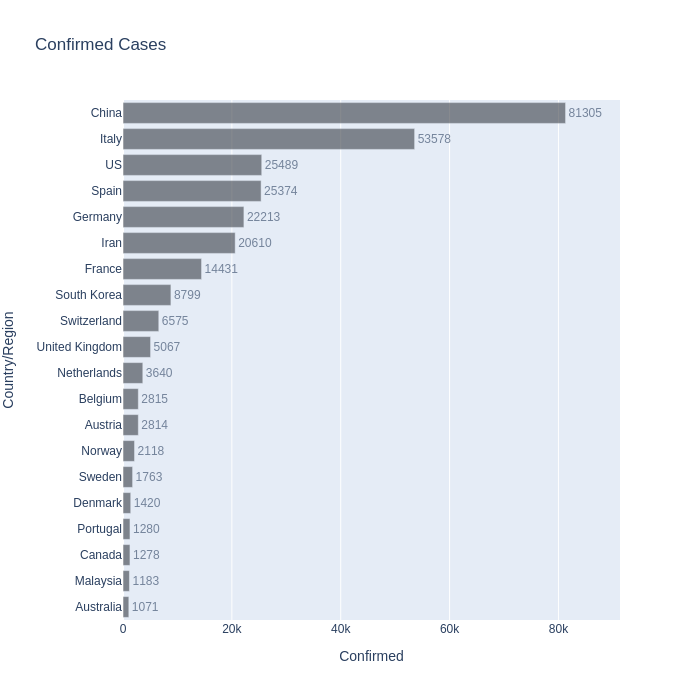 Confirmed Cases
Country/Region
China 81305
Italy 53578
US 25489
Spain 25374
Germany 22213
Iran 20610
France 14431
South Korea 8799
Switzerland 6575
United Kingdom 5067
Netherlands 3640
Belgium 2815
Austria 2814
Norway 2118
Sweden 1763
Denmark 1420
Portugal 1280
Canada 1278
Malaysia 1183
Australia 1071
0 20k 40k 60k 80k
Confirmed